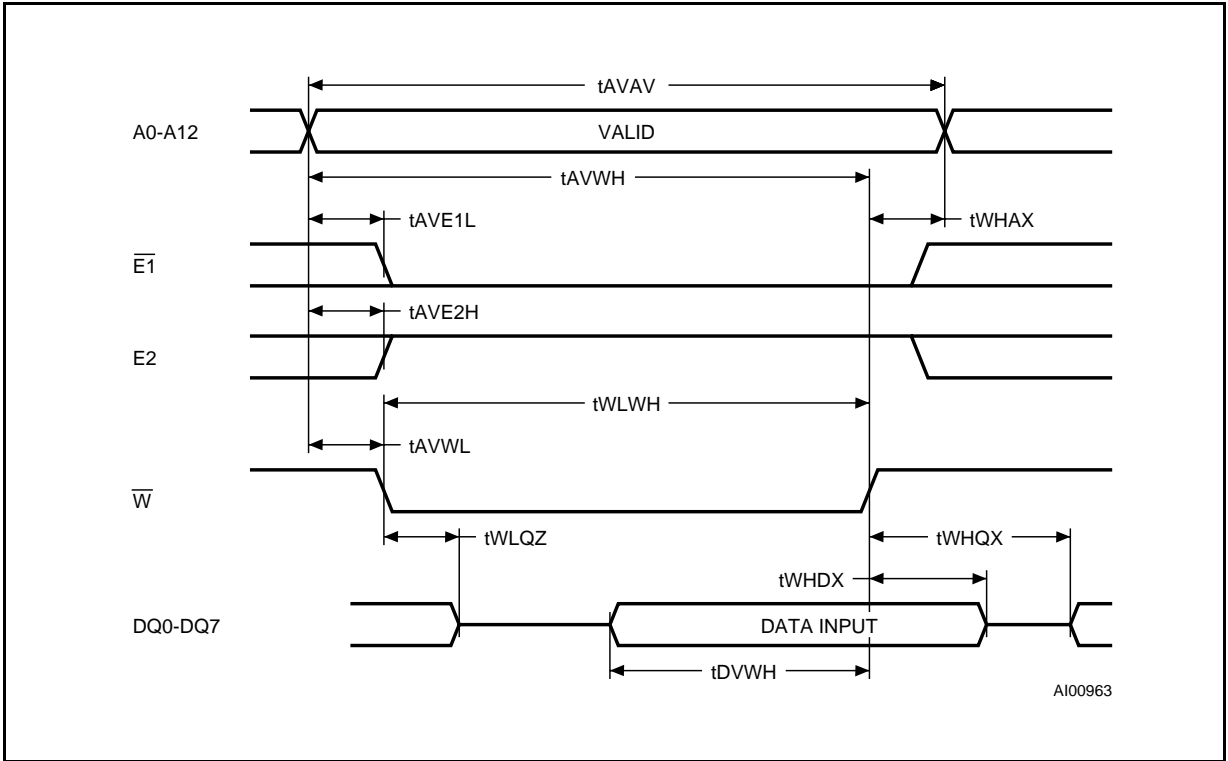 tAVAV
A0-A12
VALID
tAVWH
tAVE1L
tWHAX
E1
tAVE2H
E2
tWLWH
tAVWL
W
tWLQZ
tWHQX
tWHDX
DQ0-DQ7
DATA INPUT
tDVWH
AI00963